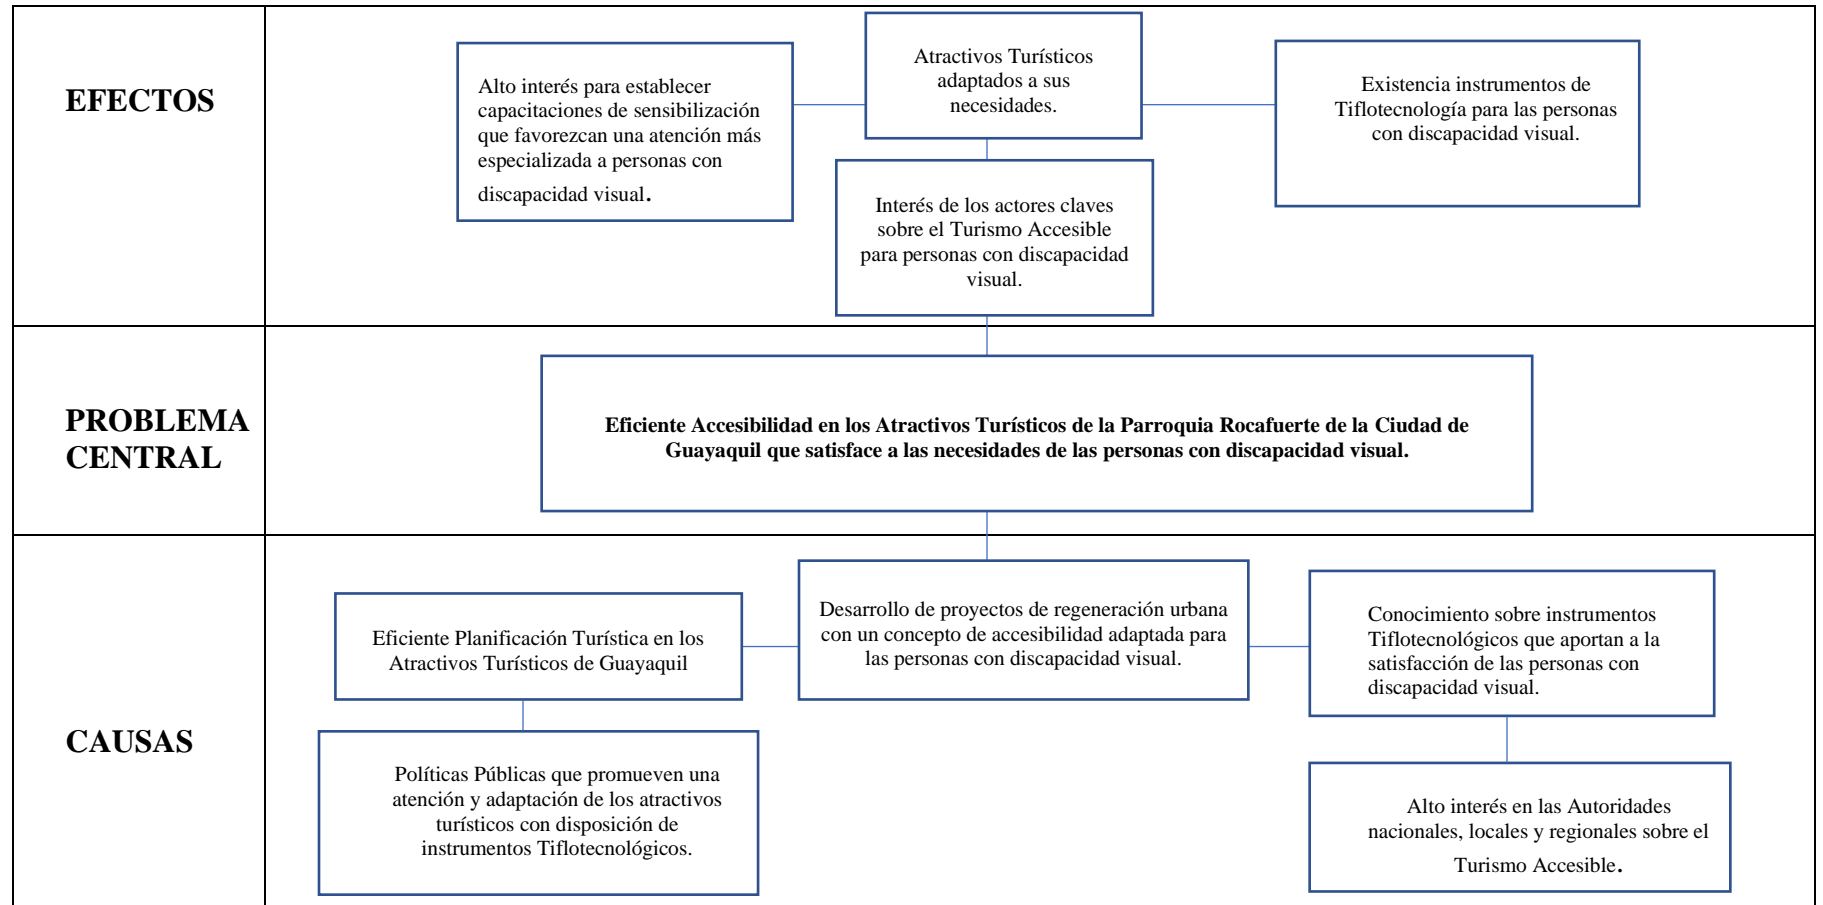 EFECTOS
Alto interés para establecer
capacitaciones de sensibilización
que favorezcan una atención más
especializada a personas con
discapacidad visual.
Atractivos Turísticos
adaptados a sus
necesidades.
Existencia instrumentos de
Tiflotecnología para las personas
con discapacidad visual.
Interés de los actores claves
sobre el Turismo Accesible
para personas con discapacidad
visual.
PROBLEMA
CENTRAL
Eficiente Accesibilidad en los Atractivos Turísticos de la Parroquia Rocafuerte de la Ciudad de
Guayaquil que satisface a las necesidades de las personas con discapacidad visual.
CAUSAS
Eficiente Planificación Turística en los
Atractivos Turísticos de Guayaquil
Desarrollo de proyectos de regeneración urbana
con un concepto de accesibilidad adaptada para
las personas con discapacidad visual.
Conocimiento sobre instrumentos
Tiflotecnológicos que aportan a la
satisfacción de las personas con
discapacidad visual.
Políticas Públicas que promueven una
atención y adaptación de los atractivos
turísticos con disposición de
instrumentos Tiflotecnológicos.
Alto interés en las Autoridades
nacionales, locales y regionales sobre el
Turismo Accesible.